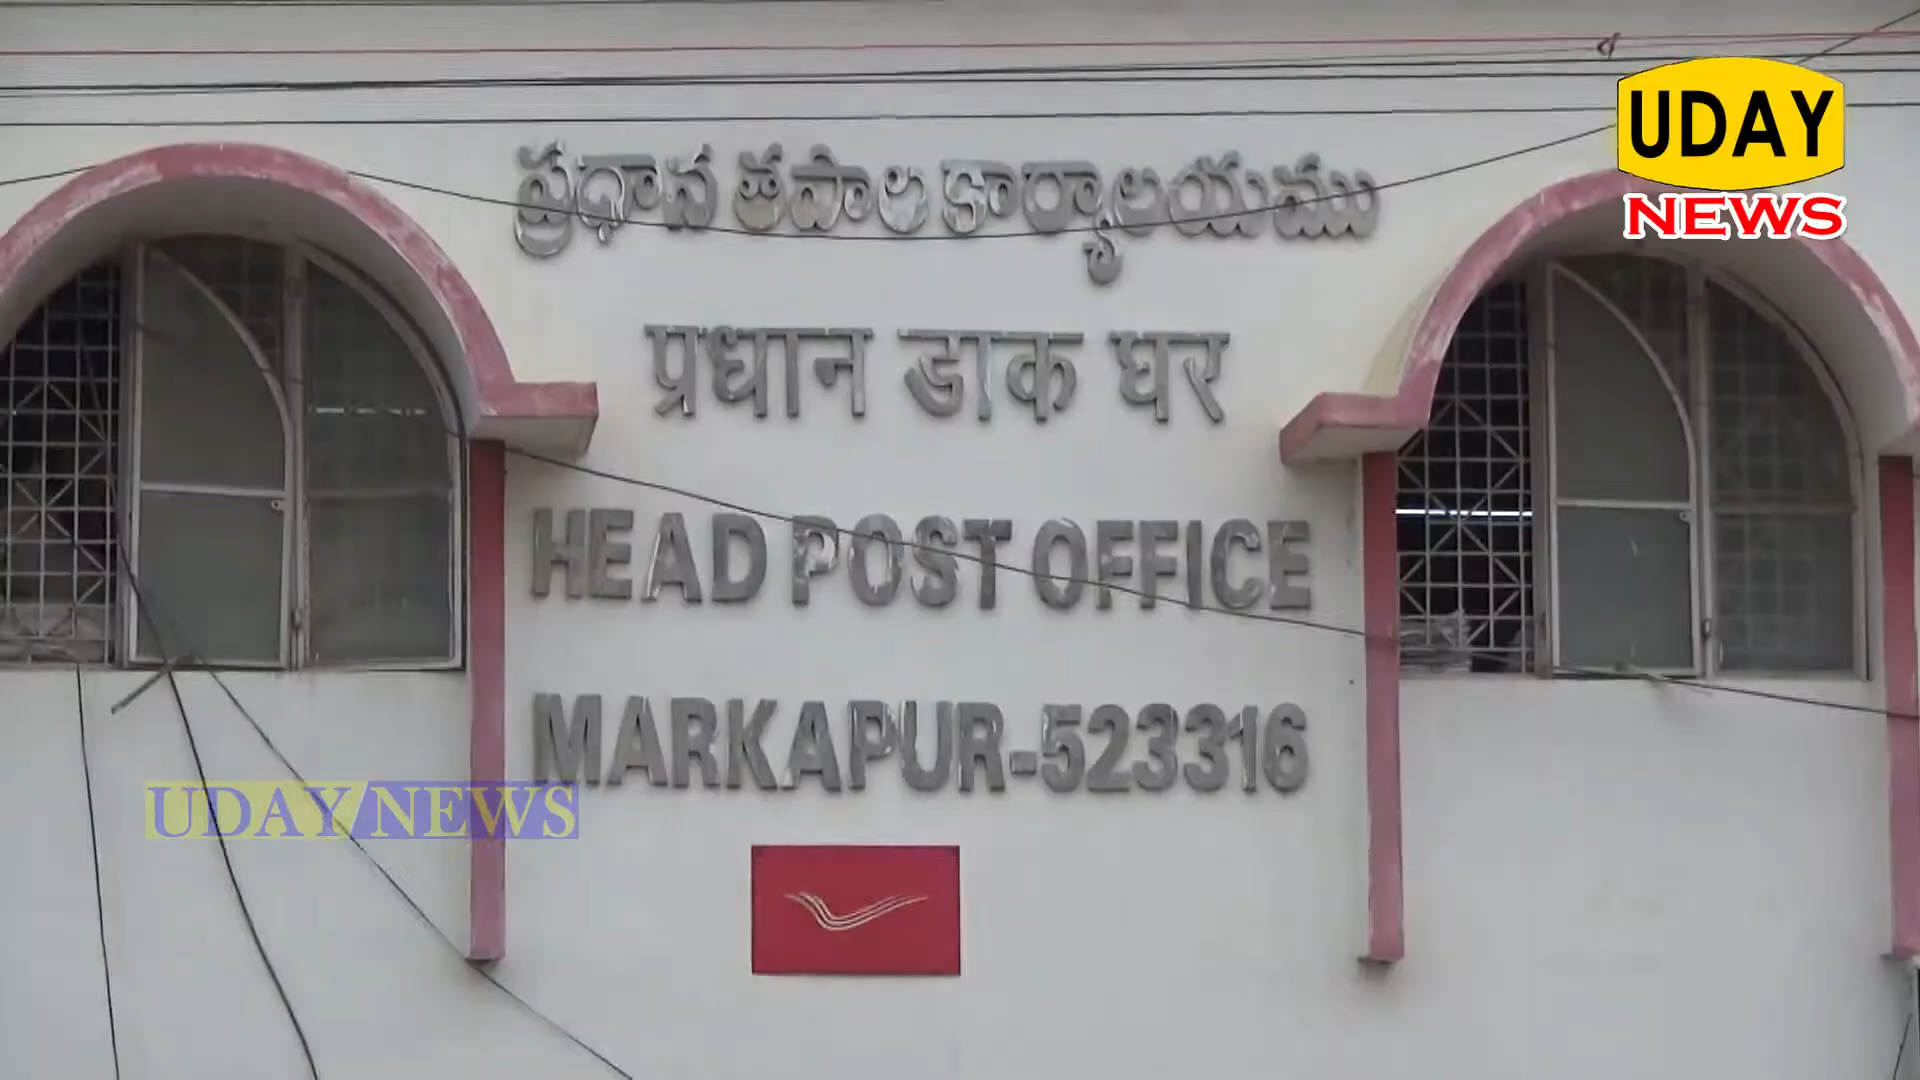 UDAY
NEWS
ప్రధాన తపాల కార్యాలయము
प्रधान डाक घर
HEAD POST OFFICE
MARKAPUR-523316
UDAY NEWS